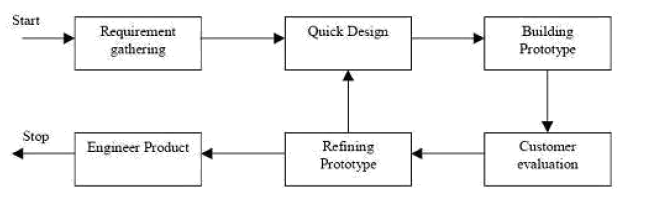 Start
Requirement
gathering
Quick Design
Building
Prototype
Stop
Engineer Product
Refining
Prototype
Customer
evaluation